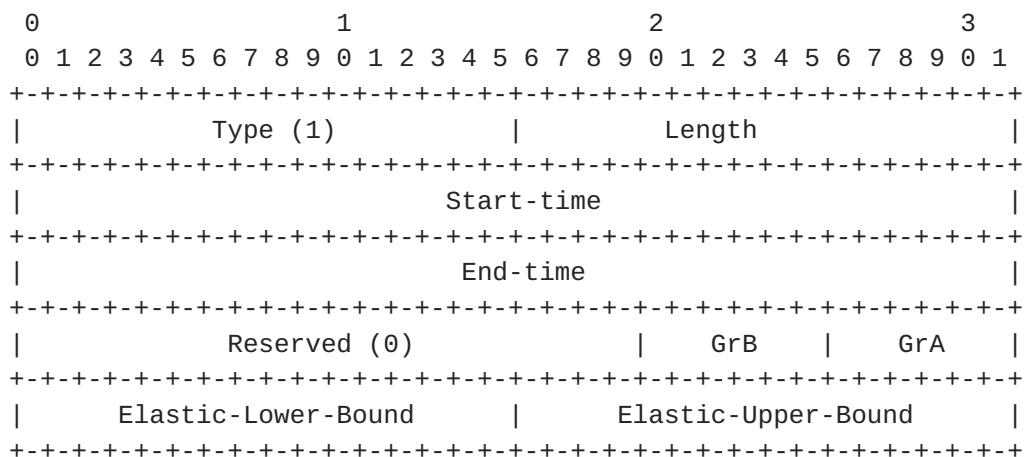 0                   1                   2                   3
 0 1 2 3 4 5 6 7 8 9 0 1 2 3 4 5 6 7 8 9 0 1 2 3 4 5 6 7 8 9 0 1
+-+-+-+-+-+-+-+-+-+-+-+-+-+-+-+-+-+-+-+-+-+-+-+-+-+-+-+-+-+-+-+-+
|            Type (1)           |         Length                |
+-+-+-+-+-+-+-+-+-+-+-+-+-+-+-+-+-+-+-+-+-+-+-+-+-+-+-+-+-+-+-+-+
|                           Start-time                          |
+-+-+-+-+-+-+-+-+-+-+-+-+-+-+-+-+-+-+-+-+-+-+-+-+-+-+-+-+-+-+-+-+
|                            End-time                           |
+-+-+-+-+-+-+-+-+-+-+-+-+-+-+-+-+-+-+-+-+-+-+-+-+-+-+-+-+-+-+-+-+
|             Reserved (0)              |    GrB    |    GrA    |
+-+-+-+-+-+-+-+-+-+-+-+-+-+-+-+-+-+-+-+-+-+-+-+-+-+-+-+-+-+-+-+-+
|      Elastic-Lower-Bound      |      Elastic-Upper-Bound      |
+-+-+-+-+-+-+-+-+-+-+-+-+-+-+-+-+-+-+-+-+-+-+-+-+-+-+-+-+-+-+-+-+